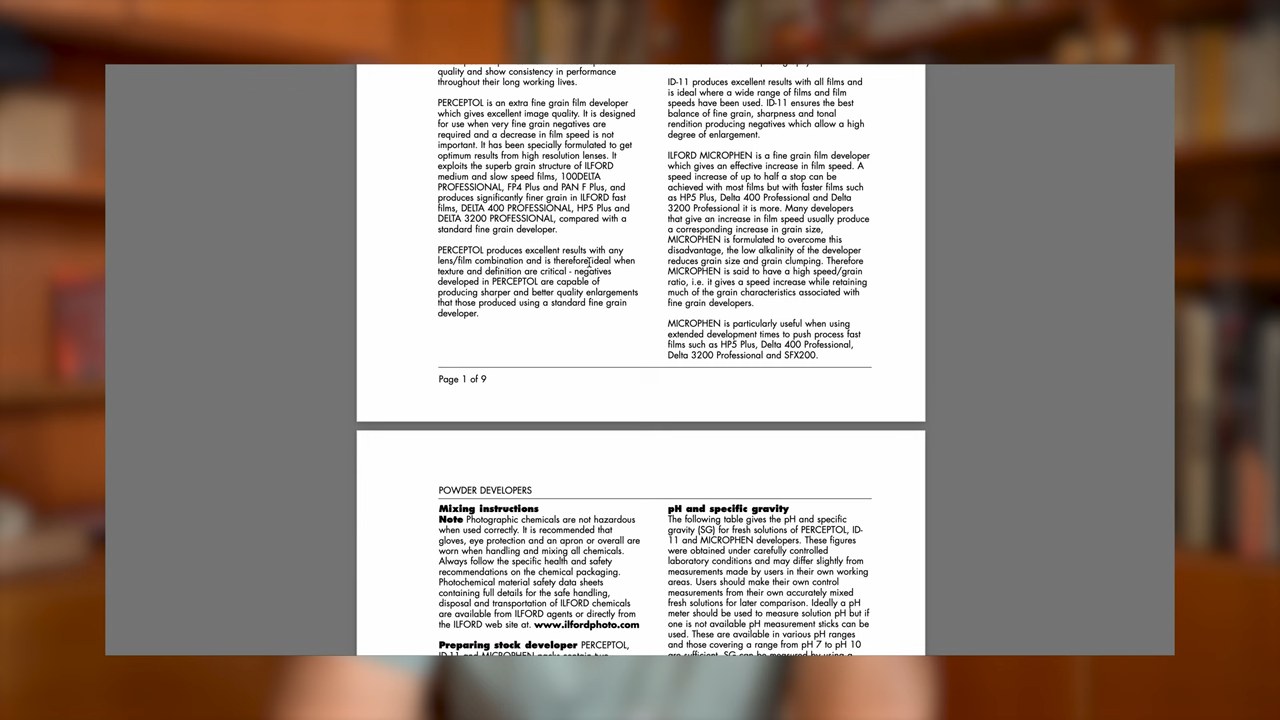 quality and show consistency in performance
throughout their long working lives.
PERCEPTOL is an extra fine grain film developer
which gives excellent image quality. It is designed
for use when very fine grain negatives are
required and a decrease in film speed is not
important. It has been specially formulated to get
optimum results from high resolution lenses. It
exploits the superb grain structure of ILFORD
medium and slow speed films, 100DELTA
PROFESSIONAL, FP4 Plus and PAN F Plus, and
produces significantly finer grain in ILFORD fast
films, DELTA 400 PROFESSIONAL, HP5 Plus and
DELTA 3200 PROFESSIONAL, compared with a
standard fine grain developer.
PERCEPTOL produces excellent results with any
lens/film combination and is therefore ideal when
texture and definition are critical - negatives
developed in PERCEPTOL are capable of
producing sharper and better quality enlargements
that those produced using a standard fine grain
developer.
ID-11 produces excellent results with all films and
is ideal where a wide range of films and film
speeds have been used. ID-11 ensures the best
balance of fine grain, sharpness and tonal
rendition producing negatives which allow a high
degree of enlargement.
ILFORD MICROPHEN is a fine grain film developer
which gives an effective increase in film speed. A
speed increase of up to half a stop can be
achieved with most films but with faster films such
as HP5 Plus, Delta 400 Professional and Delta
3200 Professional it is more. Many developers
that give an increase in film speed usually produce
a corresponding increase in grain size,
MICROPHEN is formulated to overcome this
disadvantage, the low alkalinity of the developer
reduces grain size and grain clumping. Therefore
MICROPHEN is said to have a high speed/grain
ratio, i.e. it gives a speed increase while retaining
much of the grain characteristics associated with
fine grain developers.
MICROPHEN is particularly useful when using
extended development times to push process fast
films such as HP5 Plus, Delta 400 Professional,
Delta 3200 Professional and SFX200.
Page 1 of 9
POWDER DEVELOPERS
Mixing instructions
Note Photographic chemicals are not hazardous
when used correctly. It is recommended that
gloves, eye protection and an apron or overall are
worn when handling and mixing all chemicals.
Always follow the specific health and safety
recommendations on the chemical packaging.
Photochemical material safety data sheets
containing full details for the safe handling,
disposal and transportation of ILFORD chemicals
are available from ILFORD agents or directly from
the ILFORD web site at. www.ilfordphoto.com
Preparing stock developer PERCEPTOL,
pH and specific gravity
The following table gives the pH and specific
gravity (SG) for fresh solutions of PERCEPTOL, ID-
11 and MICROPHEN developers. These figures
were obtained under carefully controlled
laboratory conditions and may differ slightly from
measurements made by users in their own working
areas. Users should make their own control
measurements from their own accurately mixed
fresh solutions for later comparison. Ideally a pH
meter should be used to measure solution pH but if
one is not available pH measurement sticks can be
used. These are available in various pH ranges
and those covering a range from pH 7 to pH 10
are sufficient. SG can be measured by using a